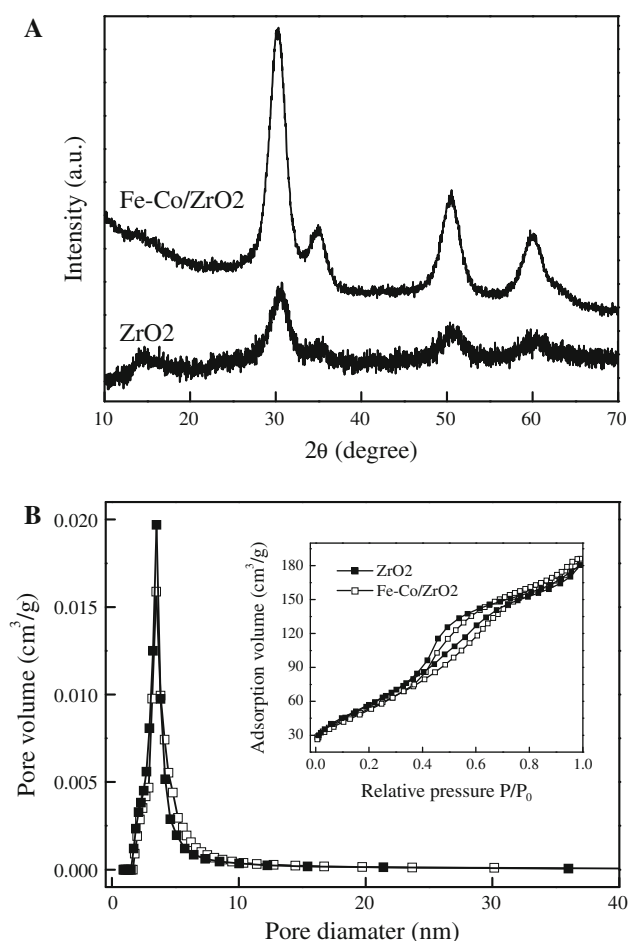 A
Intensity (a.u.)
Fe-Co/ZrO2
ZrO2
10 20 30 40 50 60 70
2θ (degree)
B
Pore volume (cm3/g)
0.020
0.015
0.010
0.005
0.000
0 10 20 30 40
Pore diamater (nm)
Adsorption volume (cm3/g)
180
150
120
90
60
30
ZrO2
Fe-Co/ZrO2
0.0 0.2 0.4 0.6 0.8 1.0
Relative pressure P/P0